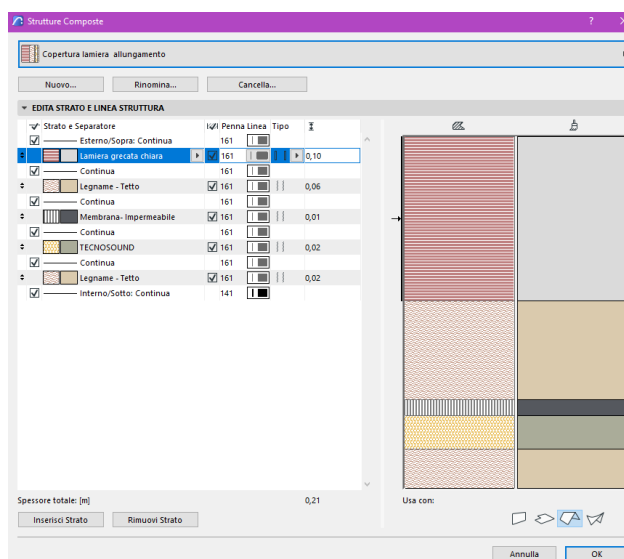 Strutture Composte
Copertura lamiera allungamento
Nuovo... Rinomina... Cancella...
EDITA STRATO E LINEA STRUTTURA
Strato e Separatore Penna Linea Tipo
Esterno/Sopra: Continua 161
Lamiera grecata chiara 161 0,10
Continua 161
Legname - Tetto 161 0,06
Continua 161
Membrana- Impermeabile 161 0,01
Continua 161
TECNOSOUND 161 0,02
Continua 161
Legname - Tetto 161 0,02
Interno/Sotto: Continua 141
Spessore totale: [m] 0,21 Usa con:
Inserisci Strato Rimuovi Strato
Annulla OK